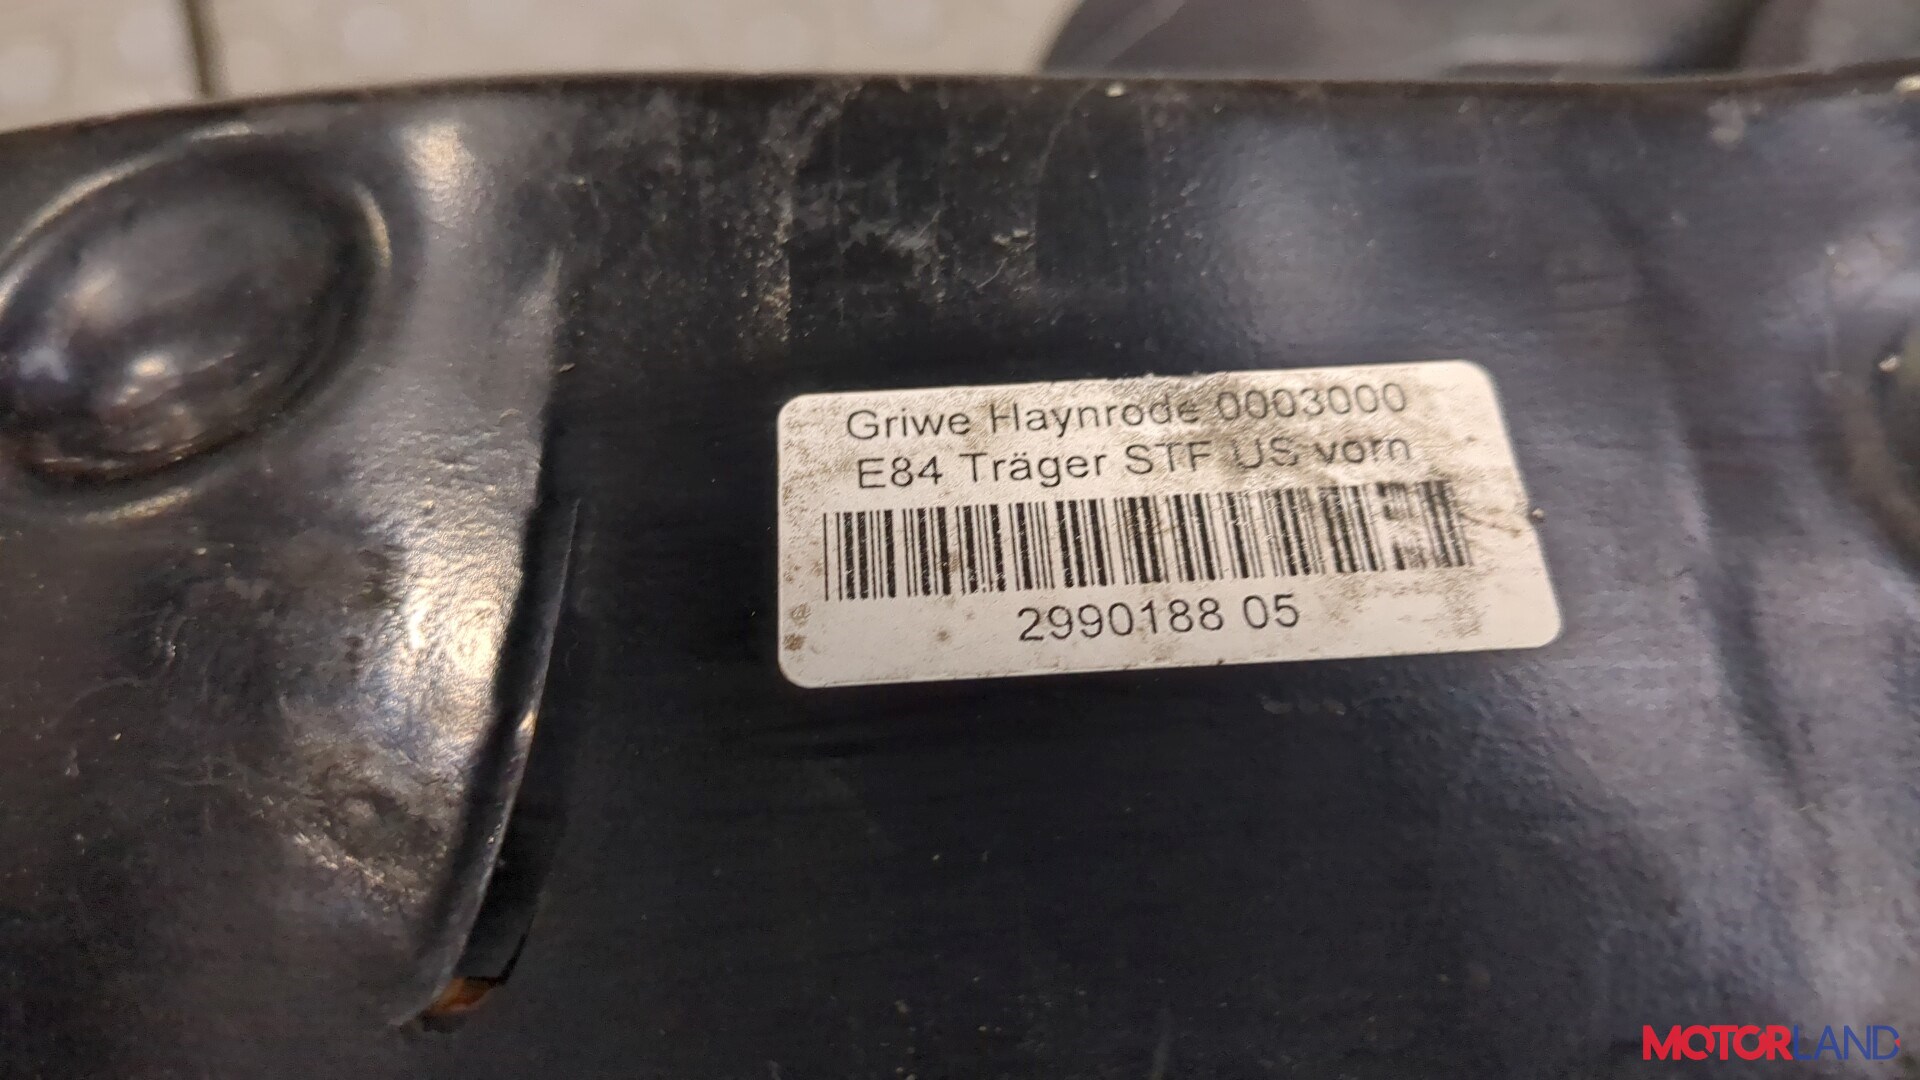 Griwe Haynrode 0003000
E84 Träger STF US vorn
2990188 05
MOTORLAND